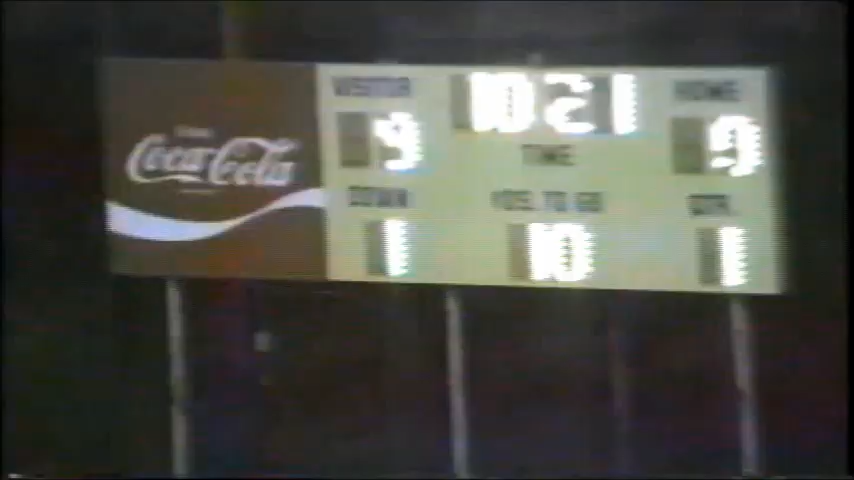 Coca-Cola
VISITOR 10 21 HOME
9 9
TIME
DOWN YDS. TO GO QTR.
1 10 1